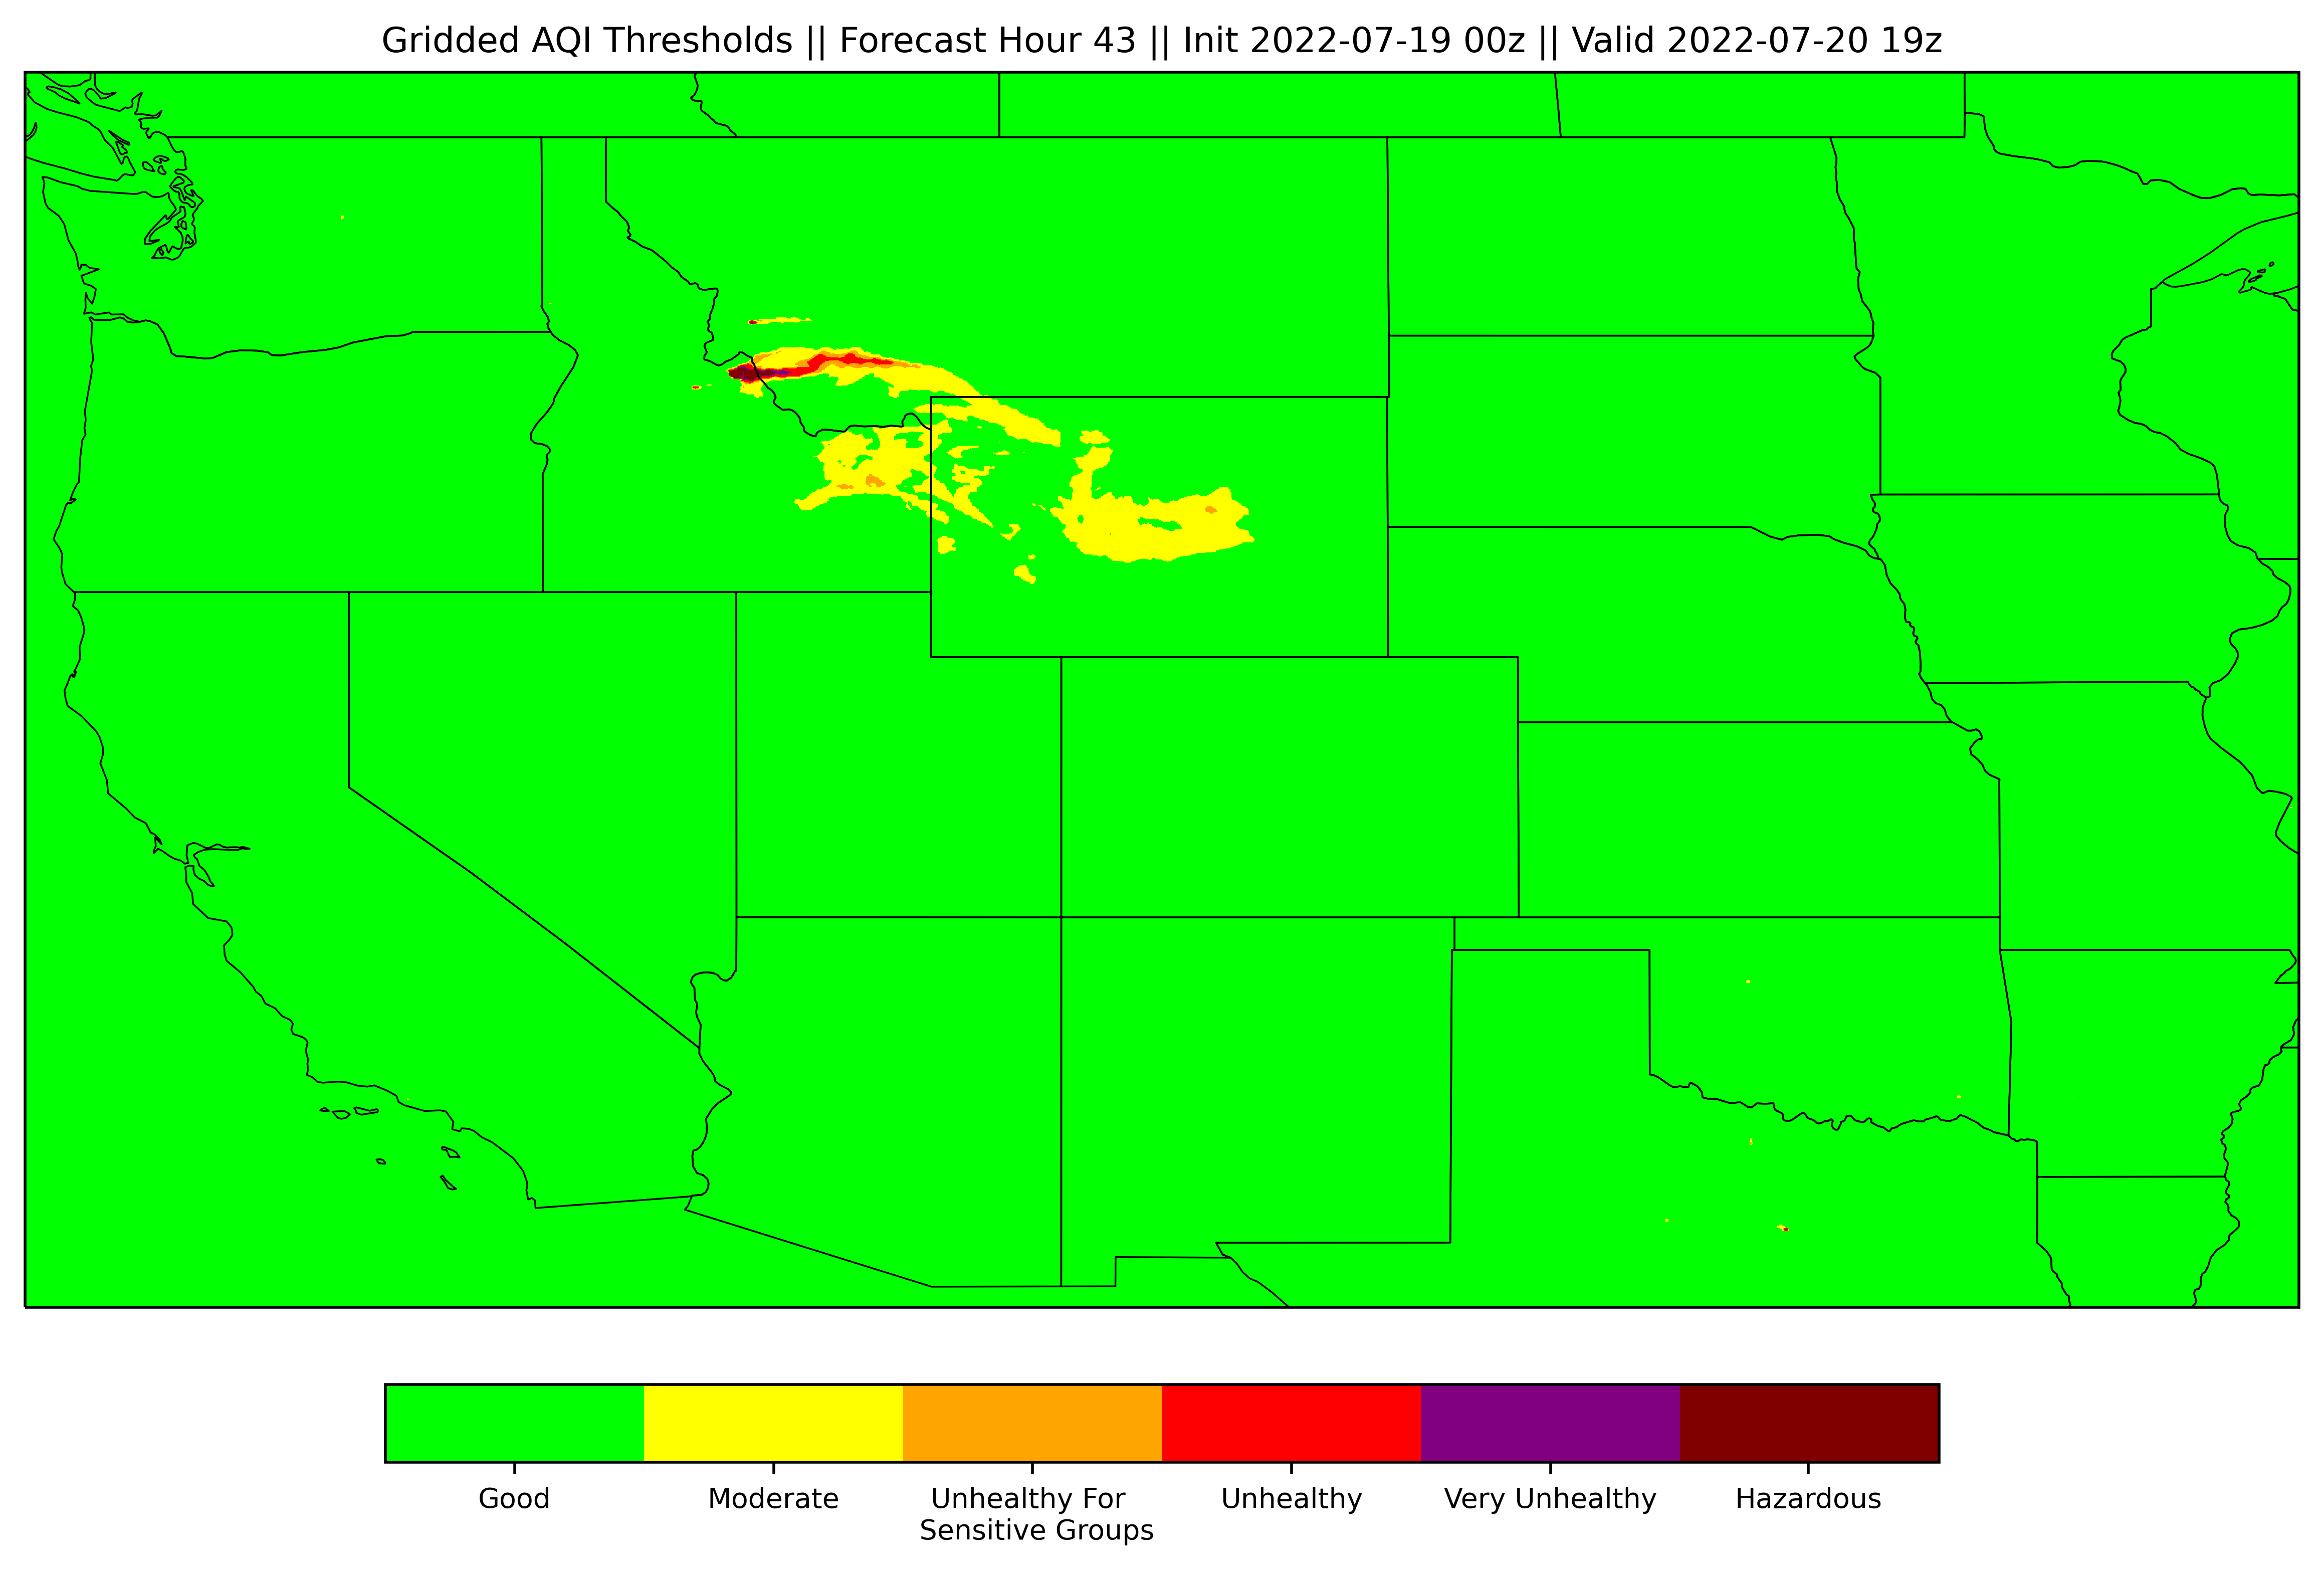 Gridded AQI Thresholds || Forecast Hour 43 || Init 2022-07-19 00z || Valid 2022-07-20 19z
Good
Moderate
Unhealthy For
Sensitive Groups
Unhealthy
Very Unhealthy
Hazardous